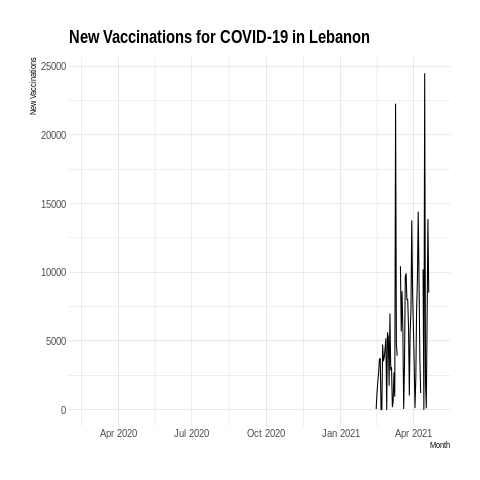 New Vaccinations for COVID-19 in Lebanon
New Vaccinations
25000
20000
15000
10000
5000
0
Apr 2020
Jul 2020
Oct 2020
Jan 2021
Apr 2021
Month